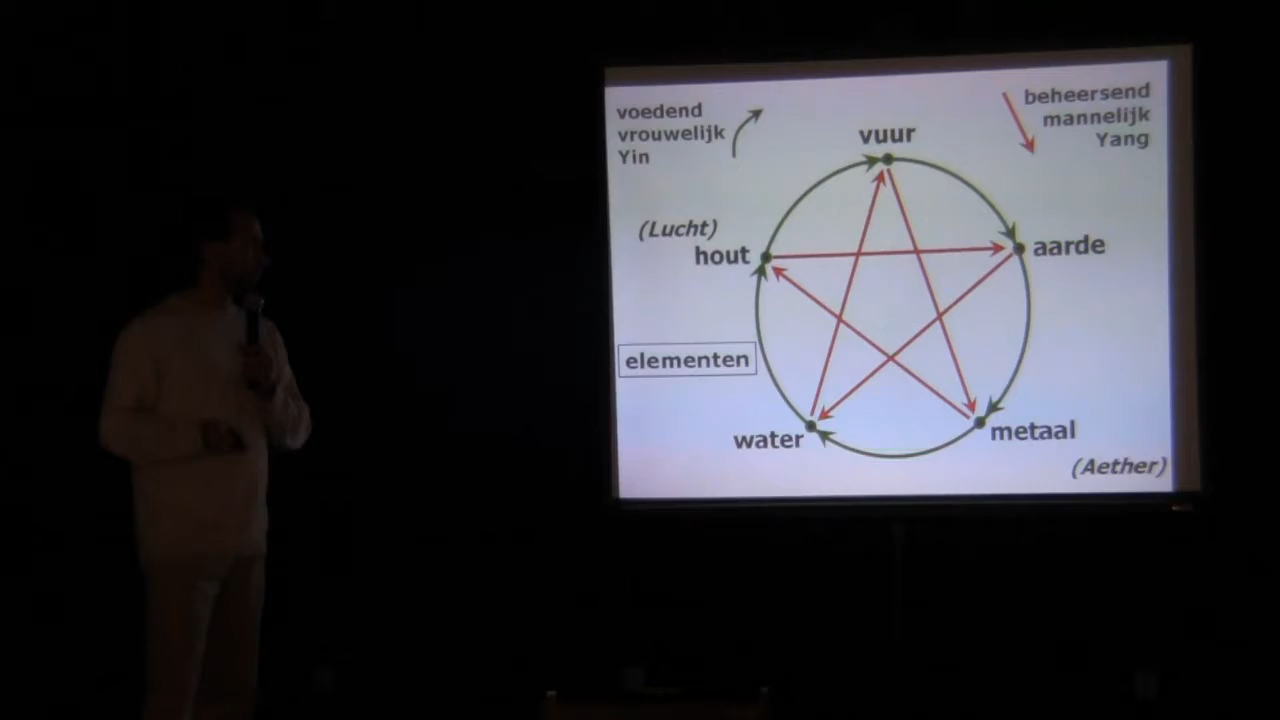 voedend
vrouwelijk
Yin
beheersend
mannelijk
Yang
vuur
(Lucht)
hout
aarde
elementen
water
metaal
(Aether)